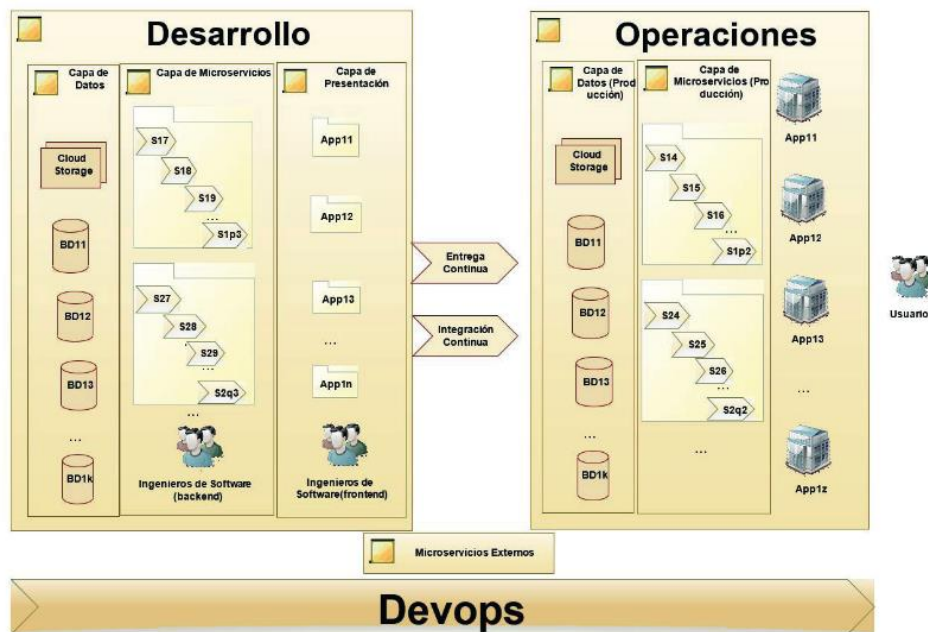 Desarrollo
Capa de
Datos
Cloud
Storage
BD11
BD12
BD13
...
BD1k
Capa de Microservicios
S17
S18
S19
...
S1p3
S27
S28
S29
...
S2q3
...
Ingenieros de Software
(backend)
Capa de
Presentación
App11
App12
App13
...
App1n
Ingenieros de
Software(frontend)
Entrega
Continua
Integración
Continua
Operaciones
Capa de
Datos (Prod
ucción)
Cloud
Storage
BD11
BD12
BD13
...
BD1k
Capa de
Microservicios (Pro
ducción)
S14
S15
S16
...
S1p2
S24
S25
S26
...
S2q2
...
App11
App12
App13
...
App1z
Usuario
Microservicios Externos
Devops